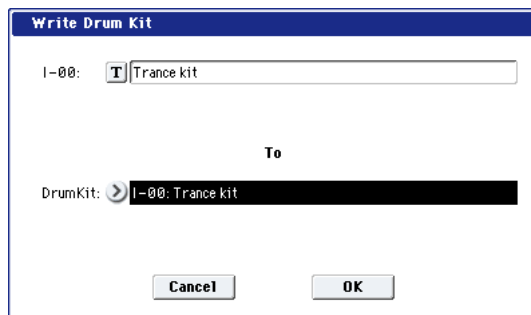 Write Drum Kit
I-00: T Trance kit
To
DrumKit: I-00: Trance kit
Cancel OK